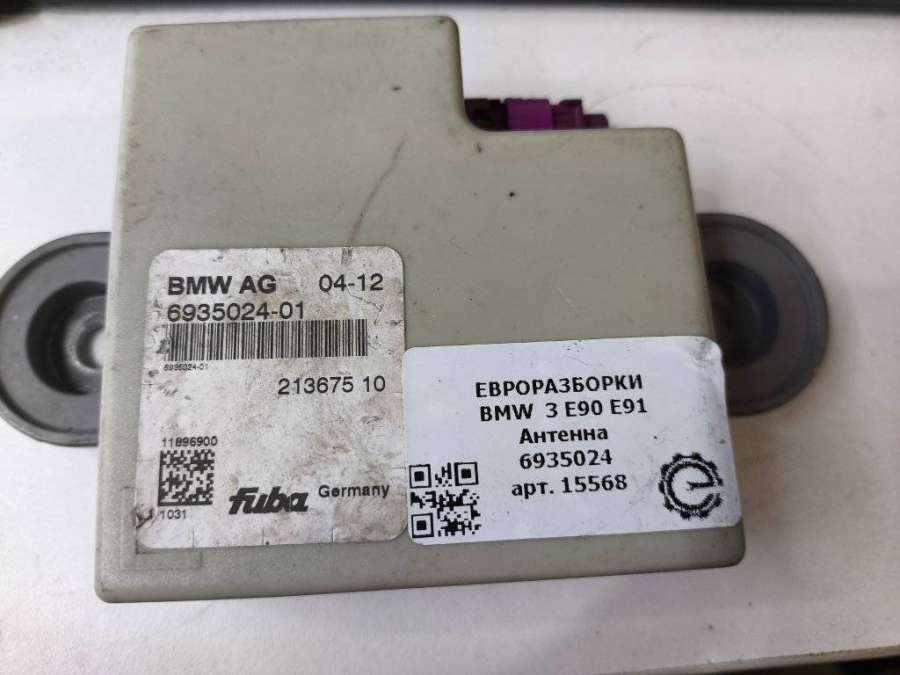 BMW AG 04-12
6935024-01
6935024-01
213675 10
11896900
1031
fuba Germany
ЕВРОРАЗБОРКИ
BMW 3 E90 E91
Антенна
6935024
арт. 15568